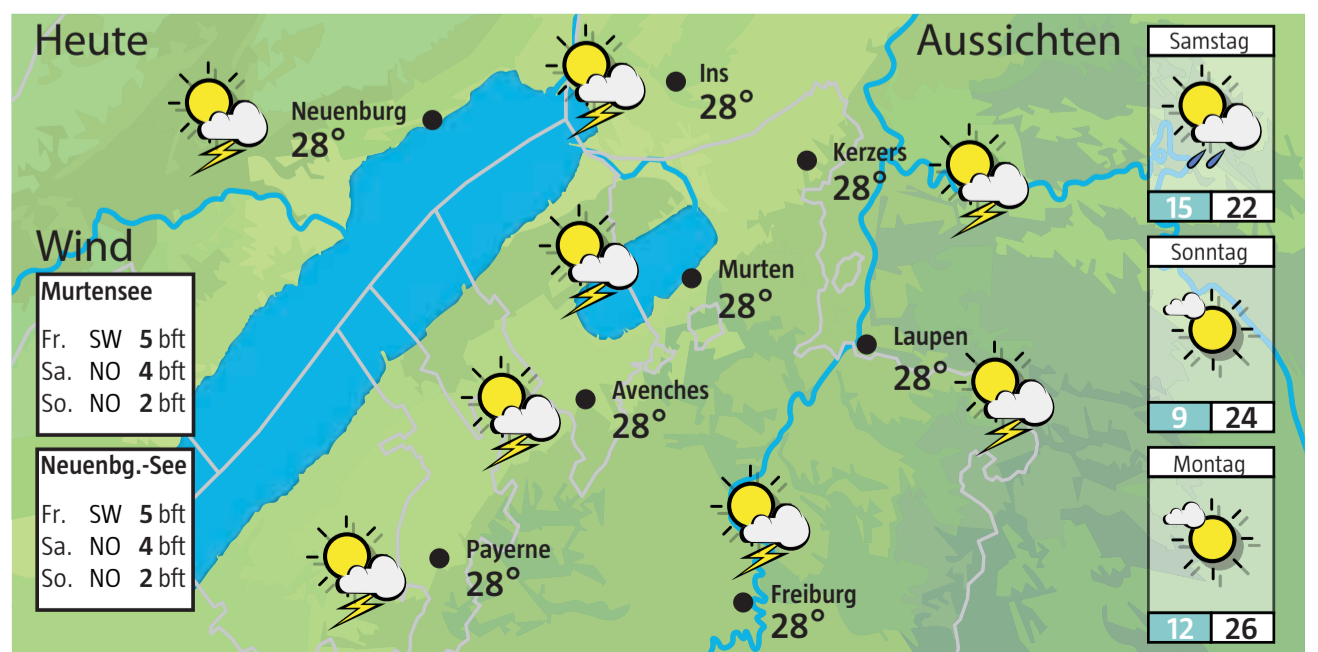 Heute
Neuenburg
28°
Ins
28°
Kerzers
28°
Murten
28°
Laupen
28°
Avenches
28°
Payerne
28°
Freiburg
28°
Wind
Murtensee
Fr. SW 5 bft
Sa. NO 4 bft
So. NO 2 bft
Neuenbg.-See
Fr. SW 5 bft
Sa. NO 4 bft
So. NO 2 bft
Aussichten
Samstag
15 22
Sonntag
9 24
Montag
12 26